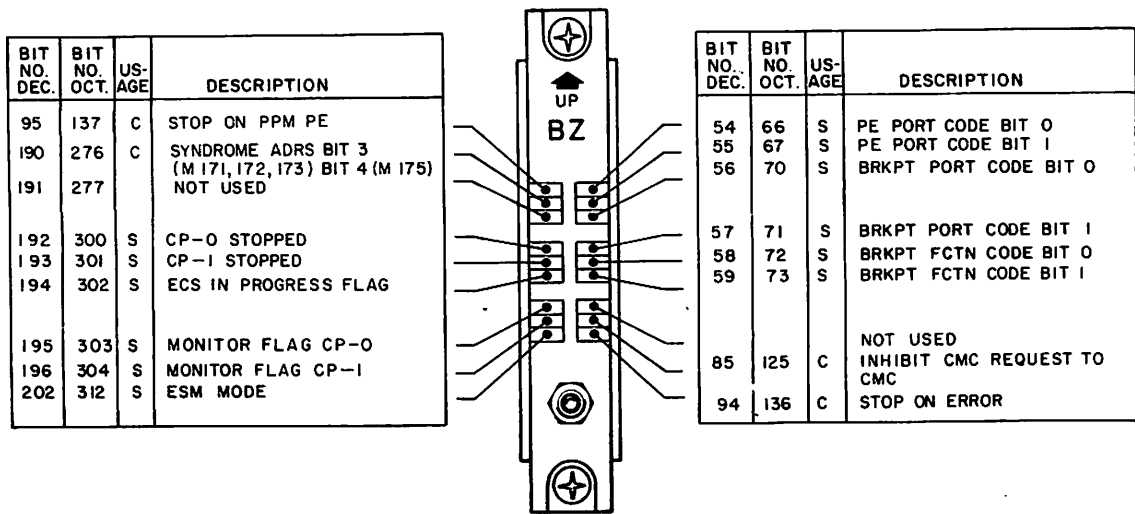 BIT NO. DEC. BIT NO. OCT. US-AGE DESCRIPTION
95 137 C STOP ON PPM PE
190 276 C SYNDROME ADRS BIT 3
(M 171, 172, 173) BIT 4 (M 175)
191 277 NOT USED
192 300 S CP-0 STOPPED
193 301 S CP-1 STOPPED
194 302 S ECS IN PROGRESS FLAG
195 303 S MONITOR FLAG CP-0
196 304 S MONITOR FLAG CP-1
202 312 S ESM MODE
UP
BZ
BIT NO. DEC. BIT NO. OCT. US-AGE DESCRIPTION
54 66 S PE PORT CODE BIT 0
55 67 S PE PORT CODE BIT 1
56 70 S BRKPT PORT CODE BIT 0
57 71 S BRKPT PORT CODE BIT 1
58 72 S BRKPT FCTN CODE BIT 0
59 73 S BRKPT FCTN CODE BIT 1
NOT USED
85 125 C INHIBIT CMC REQUEST TO
CMC
94 136 C STOP ON ERROR